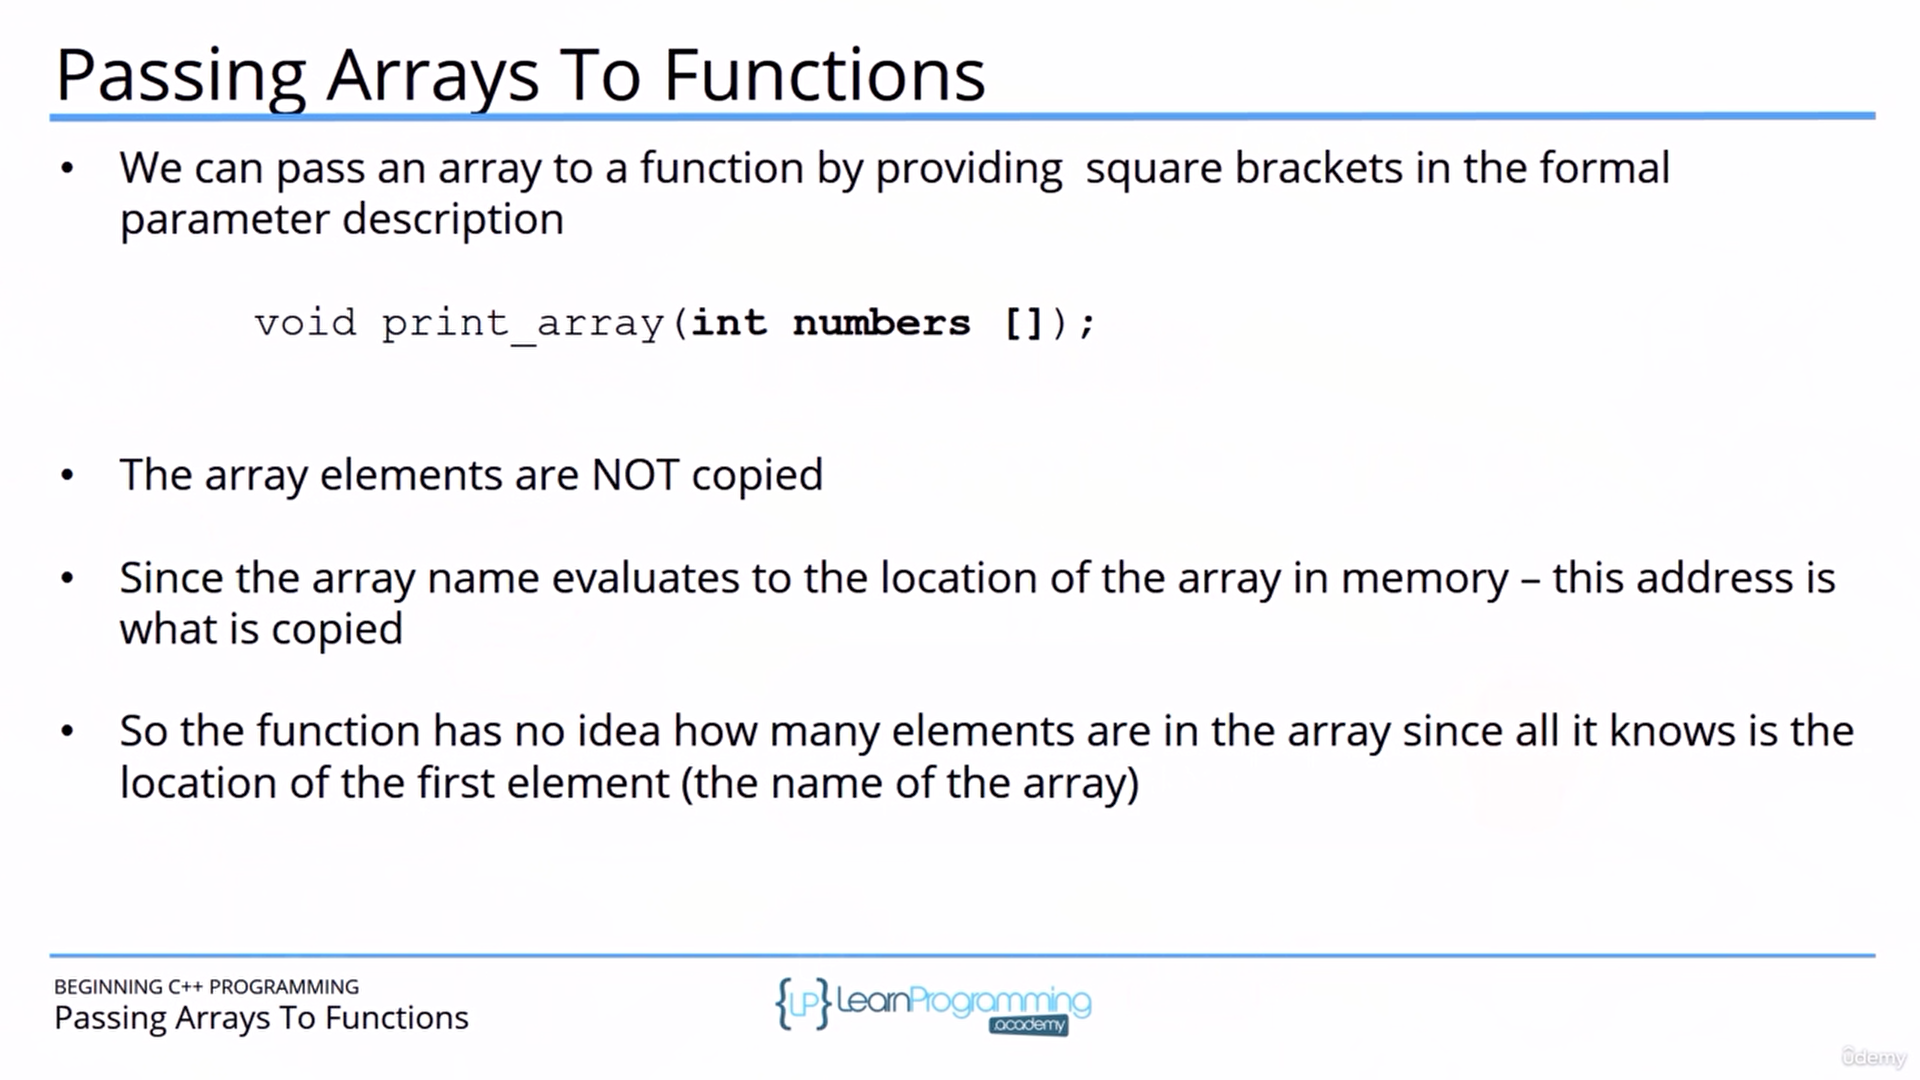 Passing Arrays To Functions
• We can pass an array to a function by providing  square brackets in the formal
parameter description
void print_array(int numbers []);
• The array elements are NOT copied
• Since the array name evaluates to the location of the array in memory – this address is
what is copied
• So the function has no idea how many elements are in the array since all it knows is the
location of the first element (the name of the array)
BEGINNING C++ PROGRAMMING
Passing Arrays To Functions
{LP} LearnProgramming
.academy
ûdemy